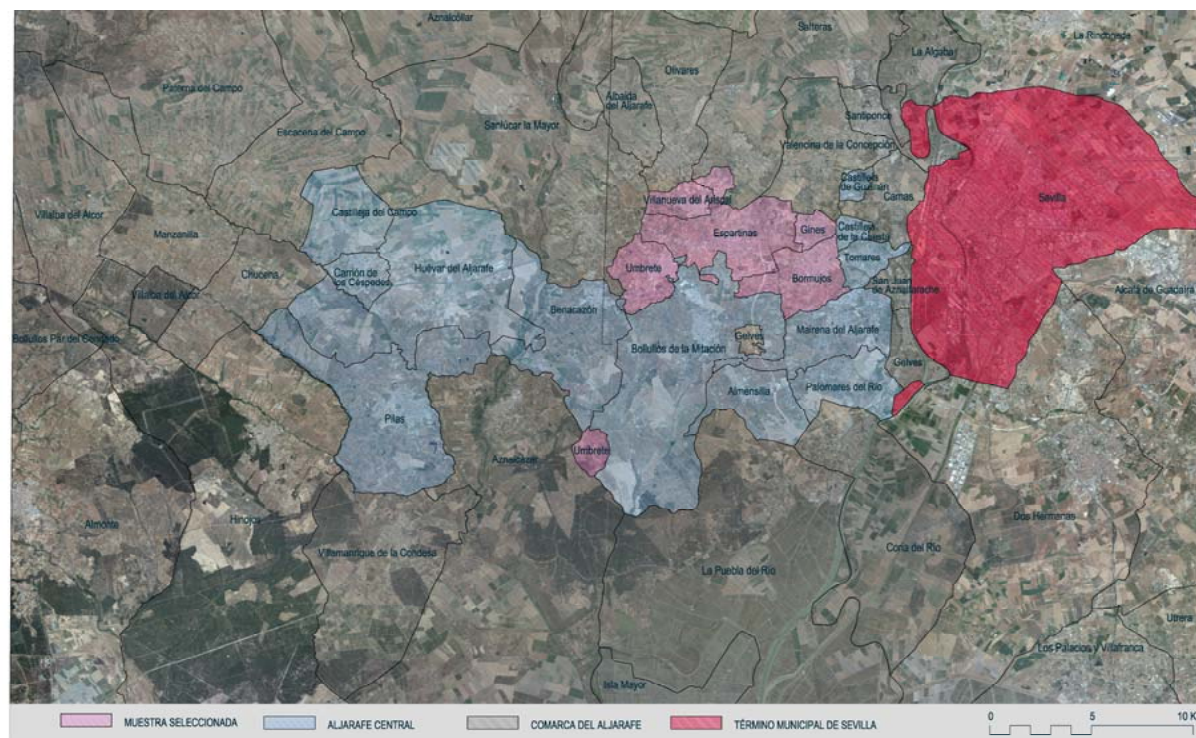 Aznalcóllar
Salteras
La Rinconada
La Algaba
Olivares
Paterna del Campo
Albaida
del Aljarafe
Sanlúcar la Mayor
Santiponce
Escacena del Campo
Valencina de la Concepción
Castilleja
de Guzmán
Camas
Sevilla
Villanueva del Ariscal
Villalba del Alcor
Castilleja del Campo
Manzanilla
Espartinas
Gines
Castilleja
de la Cuesta
Tomares
Chucena
Carrión de
los Céspedes
Huévar del Aljarafe
Umbrete
Bormujos
San Juan
de Aznalfarache
Alcalá de Guadaíra
Villalba del Alcor
Benacazón
Bollullos Par del Condado
Bollullos de la Mitación
Gelves
Mairena del Aljarafe
Gelves
Almensilla
Palomares del Río
Pilas
Umbrete
Aznalcázar
Almonte
Hinojos
Dos Hermanas
Villamanrique de la Condesa
Coria del Río
La Puebla del Río
Utrera
Los Palacios y Villafranca
Isla Mayor
MUESTRA SELECCIONADA
ALJARAFE CENTRAL
COMARCA DEL ALJARAFE
TÉRMINO MUNICIPAL DE SEVILLA
0 5 10 K